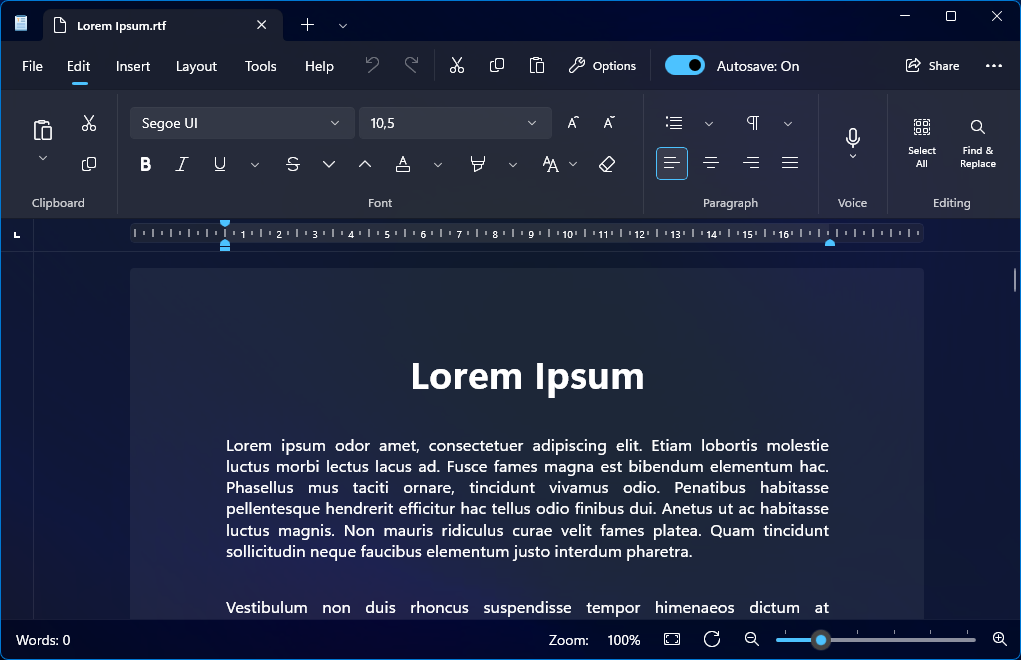 Lorem Ipsum.rtf
File Edit Insert Layout Tools Help Options Autosave: On Share
Segoe UI 10,5
Select All
Find & Replace
Clipboard Font Paragraph Voice Editing
1 2 3 4 5 6 7 8 9 10 11 12 13 14 15 16
Lorem Ipsum
Lorem ipsum odor amet, consectetuer adipiscing elit. Etiam lobortis molestie
luctus morbi lectus lacus ad. Fusce fames magna est bibendum elementum hac.
Phasellus mus taciti ornare, tincidunt vivamus odio. Penatibus habitasse
pellentesque hendrerit efficitur hac tellus odio finibus dui. Anetus ut ac habitasse
luctus magnis. Non mauris ridiculus curae velit fames platea. Quam tincidunt
sollicitudin neque faucibus elementum justo interdum pharetra.
Vestibulum non duis rhoncus suspendisse tempor himenaeos dictum at
Words: 0 Zoom: 100%